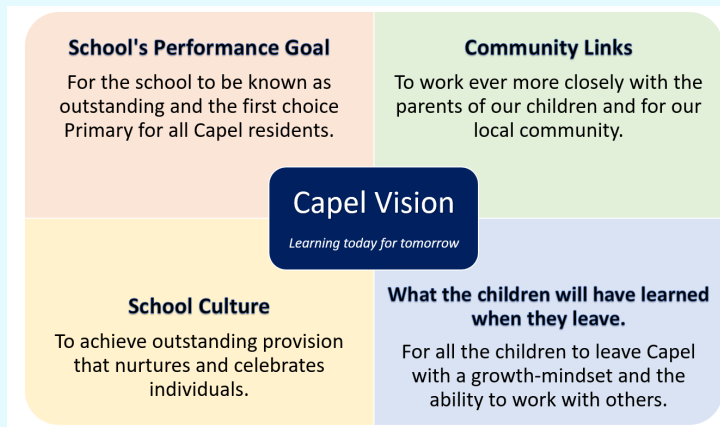 School's Performance Goal
For the school to be known as
outstanding and the first choice
Primary for all Capel residents.
Community Links
To work ever more closely with the
parents of our children and for our
local community.
Capel Vision
Learning today for tomorrow
School Culture
To achieve outstanding provision
that nurtures and celebrates
individuals.
What the children will have learned
when they leave.
For all the children to leave Capel
with a growth-mindset and the
ability to work with others.